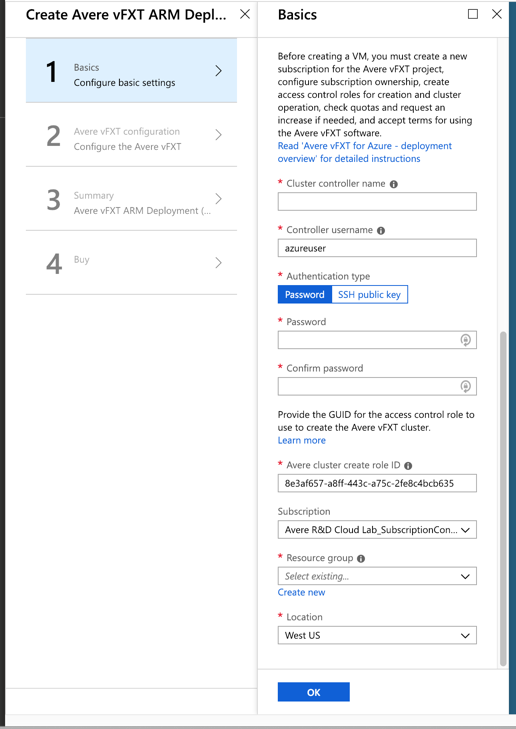 Create Avere vFXT ARM Depl...
1
Basics
Configure basic settings
2
Avere vFXT configuration
Configure the Avere vFXT
3
Summary
Avere vFXT ARM Deployment (...
4
Buy
Basics
Before creating a VM, you must create a new
subscription for the Avere vFXT project,
configure subscription ownership, create
access control roles for creation and cluster
operation, check quotas and request an
increase if needed, and accept terms for using
the Avere vFXT software.
Read 'Avere vFXT for Azure - deployment
overview' for detailed instructions
* Cluster controller name
* Controller username
azureuser
* Authentication type
Password SSH public key
* Password
* Confirm password
Provide the GUID for the access control role to
use to create the Avere vFXT cluster.
Learn more
* Avere cluster create role ID
8e3af657-a8ff-443c-a75c-2fe8c4bcb635
Subscription
Avere R&D Cloud Lab_SubscriptionCon...
* Resource group
Select existing...
Create new
* Location
West US
OK